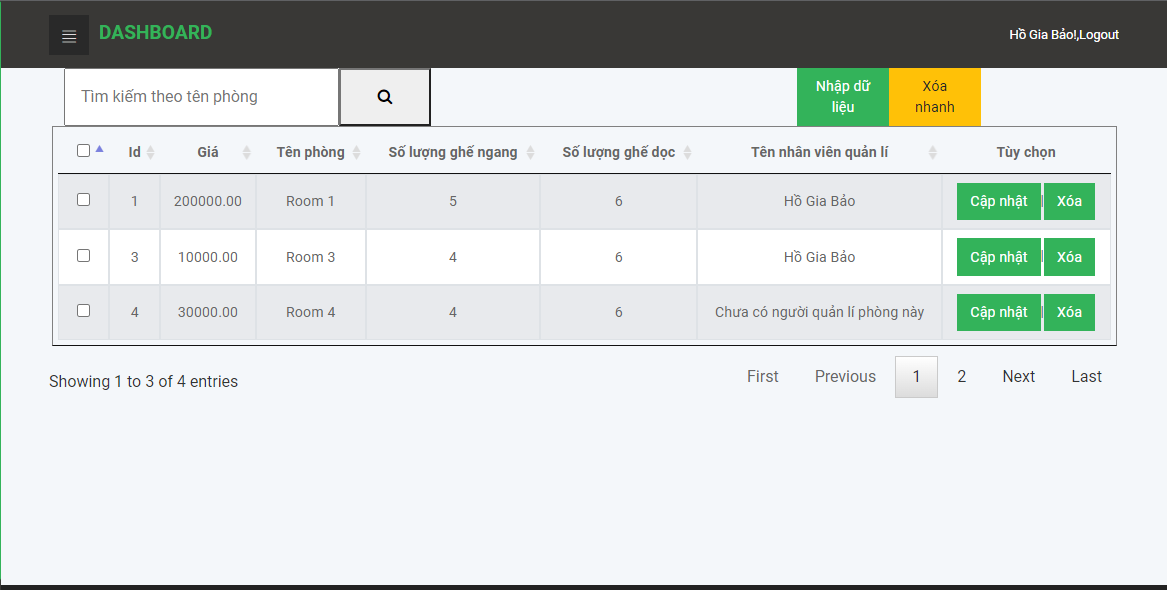 DASHBOARD
Hồ Gia Bảo!,Logout
Tìm kiếm theo tên phòng
Nhập dữ liệu
Xóa nhanh
Id Giá Tên phòng Số lượng ghế ngang Số lượng ghế dọc Tên nhân viên quản lí Tùy chọn
1 200000.00 Room 1 5 6 Hồ Gia Bảo Cập nhật Xóa
3 10000.00 Room 3 4 6 Hồ Gia Bảo Cập nhật Xóa
4 30000.00 Room 4 4 6 Chưa có người quản lí phòng này Cập nhật Xóa
Showing 1 to 3 of 4 entries
First Previous 1 2 Next Last